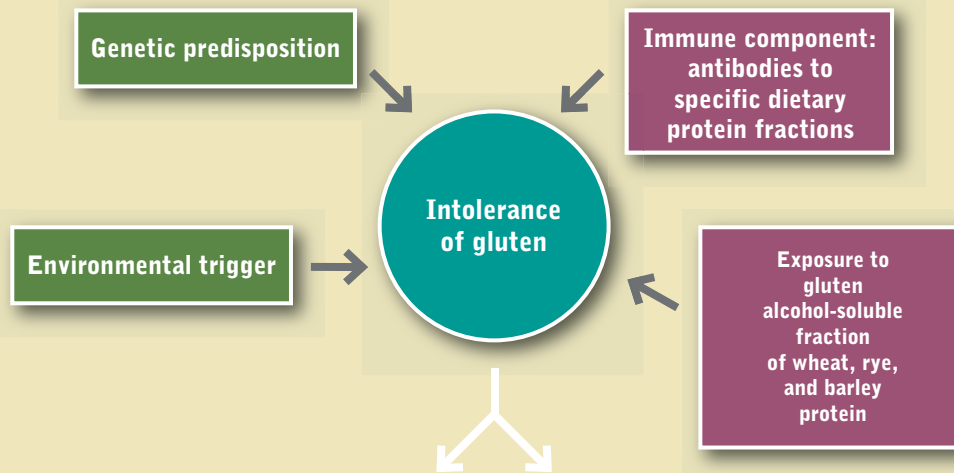 Genetic predisposition
Immune component:
antibodies to
specific dietary
protein fractions
Intolerance
of gluten
Environmental trigger
Exposure to
gluten
alcohol-soluble
fraction
of wheat, rye,
and barley
protein